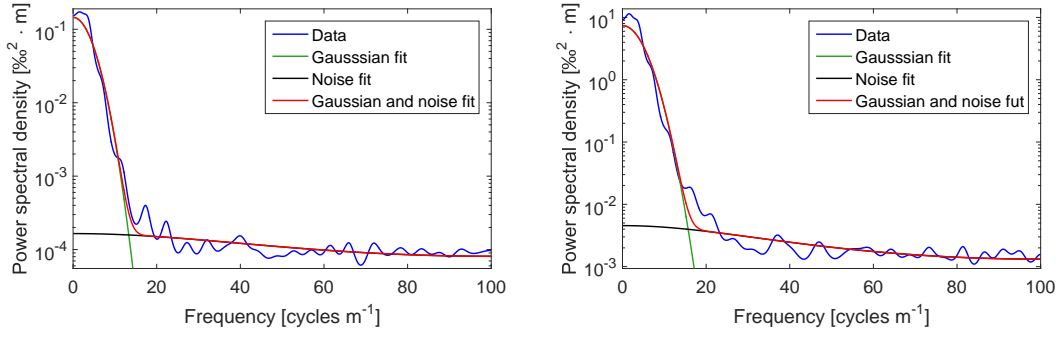 Power spectral density [‰² · m]
10⁻¹
10⁻²
10⁻³
10⁻⁴
0 20 40 60 80 100
Frequency [cycles m⁻¹]
Data
Gausssian fit
Noise fit
Gaussian and noise fit
Power spectral density [‰² · m]
10¹
10⁰
10⁻¹
10⁻²
10⁻³
0 20 40 60 80 100
Frequency [cycles m⁻¹]
Data
Gaussian fit
Noise fit
Gaussian and noise fut